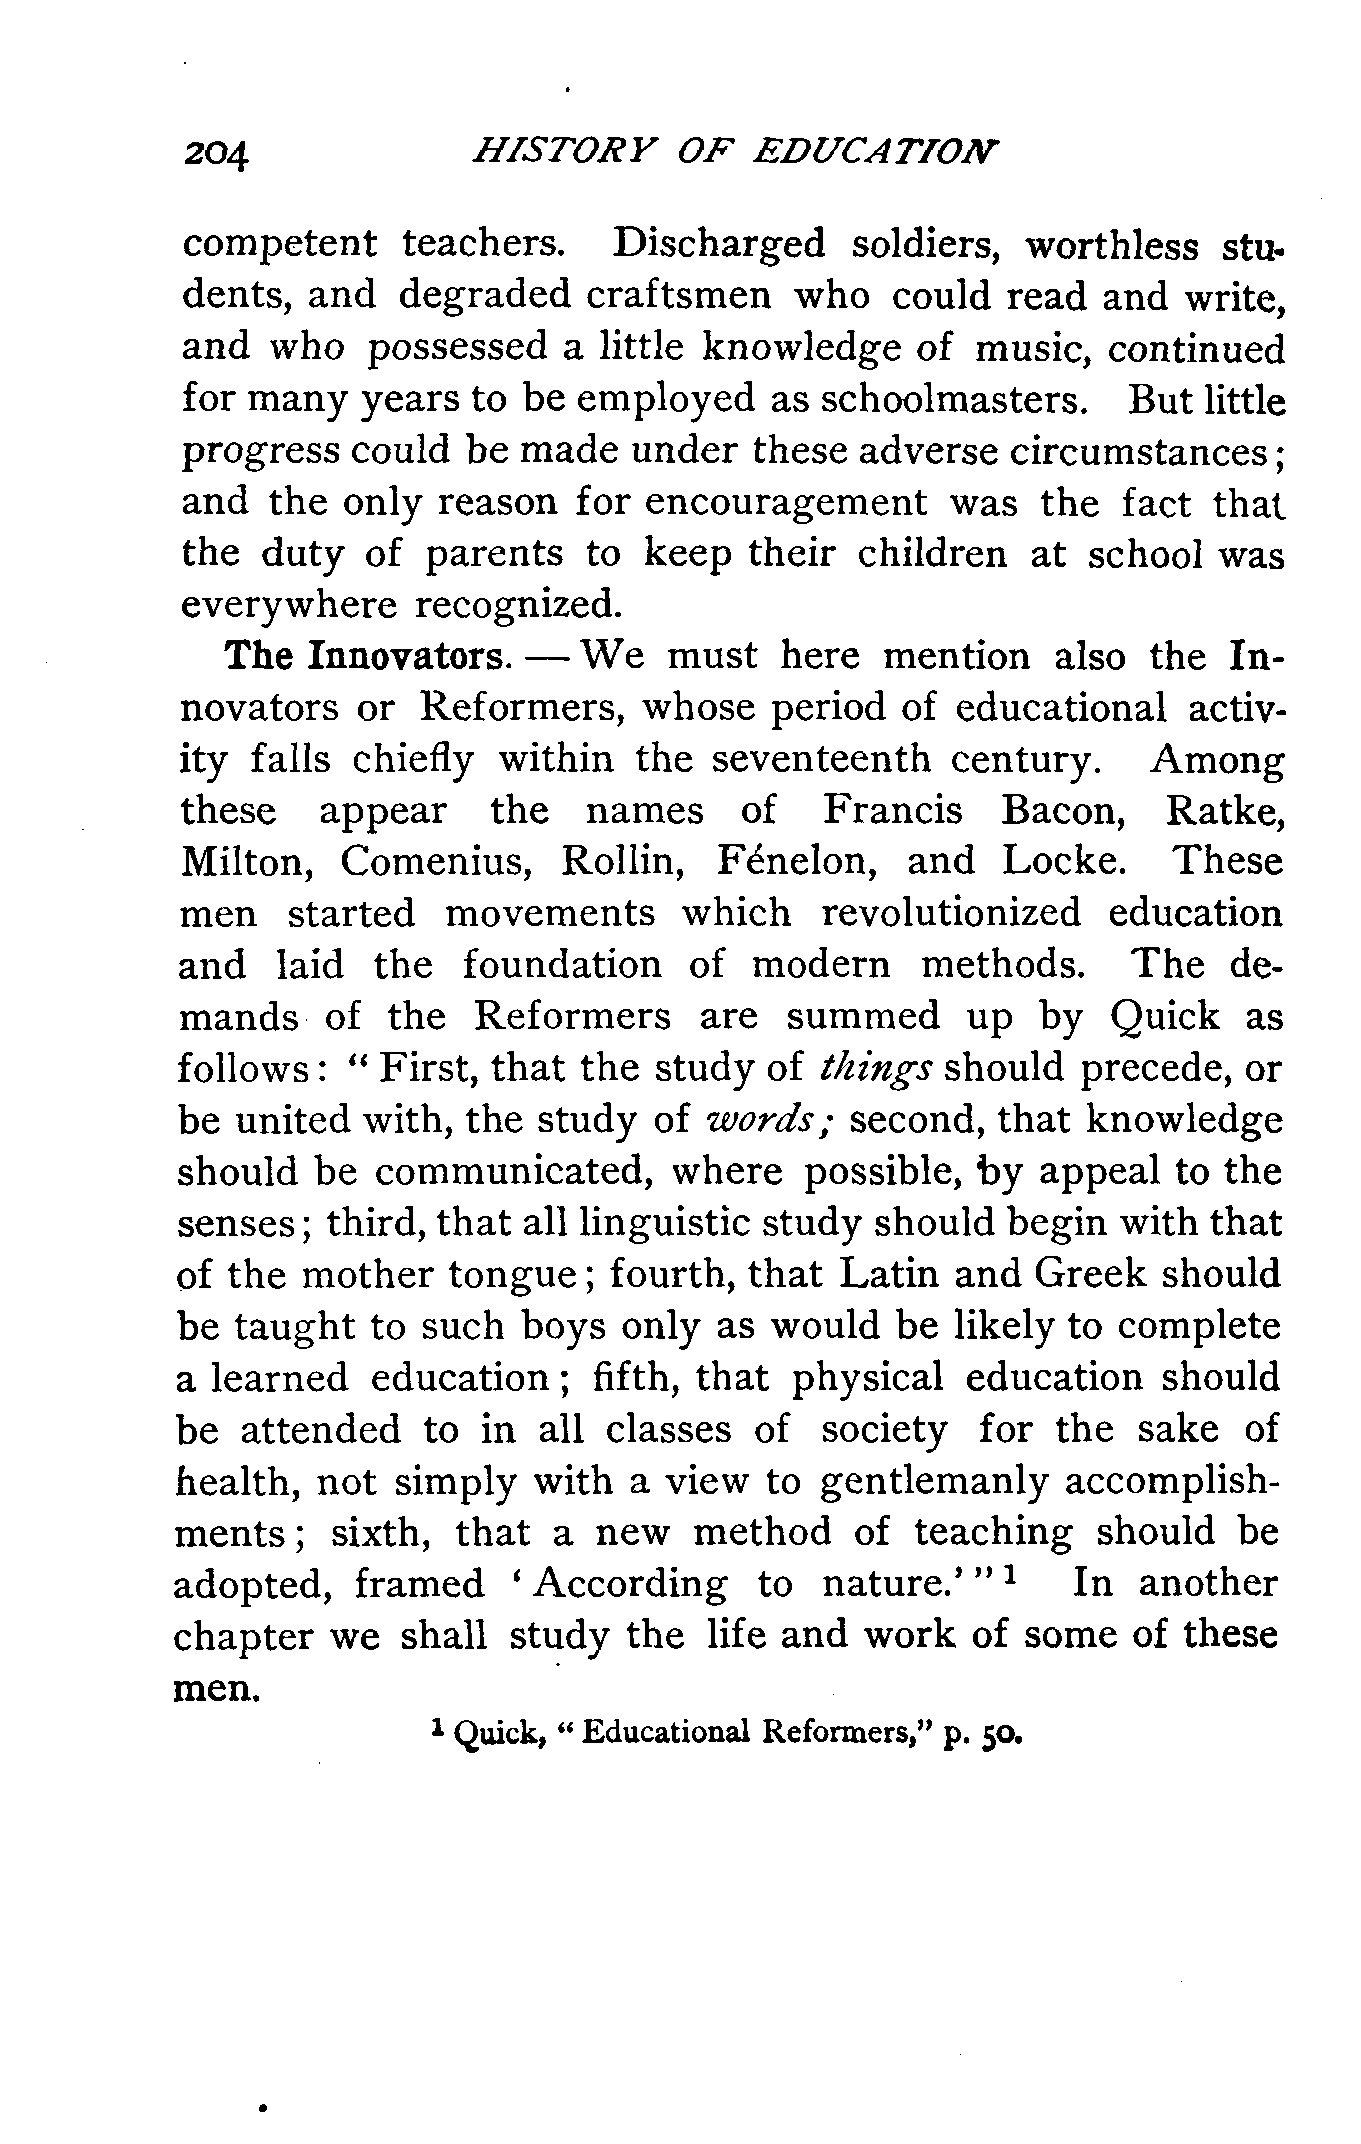 204 HISTORY OF EDUCATION
competent teachers. Discharged soldiers, worthless stu-
dents, and degraded craftsmen who could read and write,
and who possessed a little knowledge of music, continued
for many years to be employed as schoolmasters. But little
progress could be made under these adverse circumstances;
and the only reason for encouragement was the fact that
the duty of parents to keep their children at school was
everywhere recognized.
The Innovators. — We must here mention also the In-
novators or Reformers, whose period of educational activ-
ity falls chiefly within the seventeenth century. Among
these appear the names of Francis Bacon, Ratke,
Milton, Comenius, Rollin, Fénelon, and Locke. These
men started movements which revolutionized education
and laid the foundation of modern methods. The de-
mands of the Reformers are summed up by Quick as
follows: “First, that the study of things should precede, or
be united with, the study of words; second, that knowledge
should be communicated, where possible, by appeal to the
senses; third, that all linguistic study should begin with that
of the mother tongue; fourth, that Latin and Greek should
be taught to such boys only as would be likely to complete
a learned education; fifth, that physical education should
be attended to in all classes of society for the sake of
health, not simply with a view to gentlemanly accomplish-
ments; sixth, that a new method of teaching should be
adopted, framed ‘According to nature.’”¹ In another
chapter we shall study the life and work of some of these
men.
¹ Quick, “Educational Reformers,” p. 50.